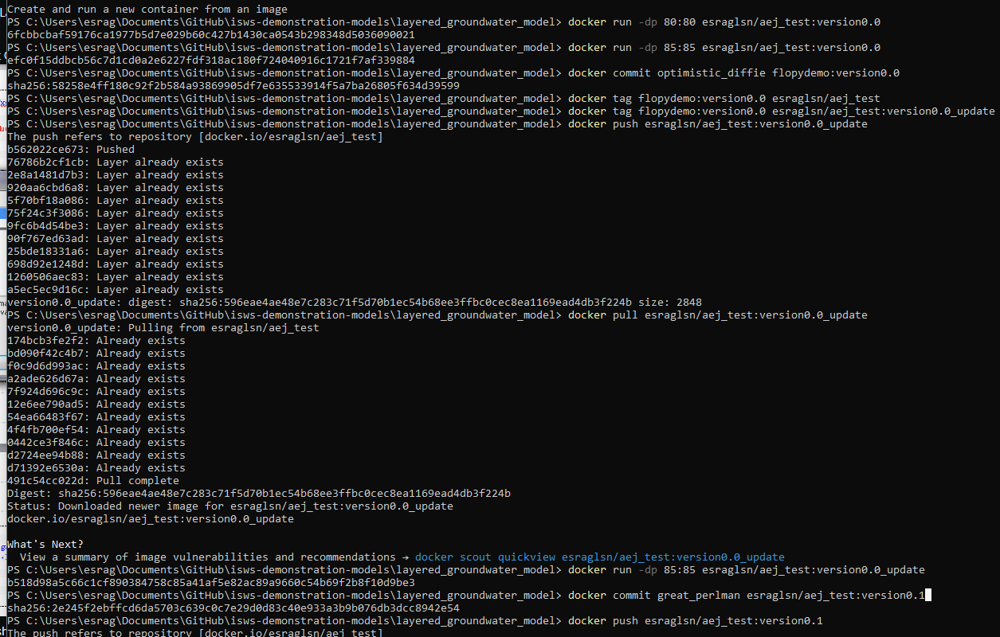 Create and run a new container from an image
PS C:\Users\esrag\Documents\GitHub\isws-demonstration-models\layered_groundwater_model> docker run -dp 80:80 esraglsn/aej_test:version0.0
6fcbbcbaf59176ca1977b5d7e029b60c427b1430ca0543b298348d5036090021
PS C:\Users\esrag\Documents\GitHub\isws-demonstration-models\layered_groundwater_model> docker run -dp 85:85 esraglsn/aej_test:version0.0
efc0f15ddbcb56c7d1cd0a2e6227fdf318ac180f724040916c1721f7af339884
PS C:\Users\esrag\Documents\GitHub\isws-demonstration-models\layered_groundwater_model> docker commit optimistic_diffie flopydemo:version0.0
sha256:58258e4ff180c92f2b584a93869905df7e635533914f5a7ba26805f634d39599
PS C:\Users\esrag\Documents\GitHub\isws-demonstration-models\layered_groundwater_model> docker tag flopydemo:version0.0 esraglsn/aej_test
PS C:\Users\esrag\Documents\GitHub\isws-demonstration-models\layered_groundwater_model> docker tag flopydemo:version0.0 esraglsn/aej_test:version0.0_update
PS C:\Users\esrag\Documents\GitHub\isws-demonstration-models\layered_groundwater_model> docker push esraglsn/aej_test:version0.0_update
The push refers to repository [docker.io/esraglsn/aej_test]
b562022ce673: Pushed
76786b2cf1cb: Layer already exists
2e8a1481d7b3: Layer already exists
920aa6cbd6a8: Layer already exists
5f70bf18a086: Layer already exists
75f24c3f3086: Layer already exists
9fc6b4d54be3: Layer already exists
90f767ed63ad: Layer already exists
25bde18331a6: Layer already exists
698d92e1248d: Layer already exists
1260506aec83: Layer already exists
a5ec5ec9d16c: Layer already exists
version0.0_update: digest: sha256:596eae4ae48e7c283c71f5d70b1ec54b68ee3ffbc0cec8ea1169ead4db3f224b size: 2848
PS C:\Users\esrag\Documents\GitHub\isws-demonstration-models\layered_groundwater_model> docker pull esraglsn/aej_test:version0.0_update
version0.0_update: Pulling from esraglsn/aej_test
174bcb3fe2f2: Already exists
bd090f42c4b7: Already exists
f0c9d6d993ac: Already exists
a2ade626d67a: Already exists
7f924d696c9c: Already exists
12e6ee790ad5: Already exists
54ea66483f67: Already exists
4f4fb700ef54: Already exists
0442ce3f846c: Already exists
d2724ee94b88: Already exists
d71392e6530a: Already exists
491c54cc022d: Pull complete
Digest: sha256:596eae4ae48e7c283c71f5d70b1ec54b68ee3ffbc0cec8ea1169ead4db3f224b
Status: Downloaded newer image for esraglsn/aej_test:version0.0_update
docker.io/esraglsn/aej_test:version0.0_update
What's Next?
View a summary of image vulnerabilities and recommendations → docker scout quickview esraglsn/aej_test:version0.0_update
PS C:\Users\esrag\Documents\GitHub\isws-demonstration-models\layered_groundwater_model> docker run -dp 85:85 esraglsn/aej_test:version0.0_update
b518d98a5c66c1cf890384758c85a41af5e82ac89a9660c54b69f2b8f10d9be3
PS C:\Users\esrag\Documents\GitHub\isws-demonstration-models\layered_groundwater_model> docker commit great_perlman esraglsn/aej_test:version0.1
sha256:2e245f2ebffcd6da5703c639c0c7e29d0d83c40e933a3b9b076db3dcc8942e54
PS C:\Users\esrag\Documents\GitHub\isws-demonstration-models\layered_groundwater_model> docker push esraglsn/aej_test:version0.1
The push refers to repository [docker.io/esraglsn/aej_test]